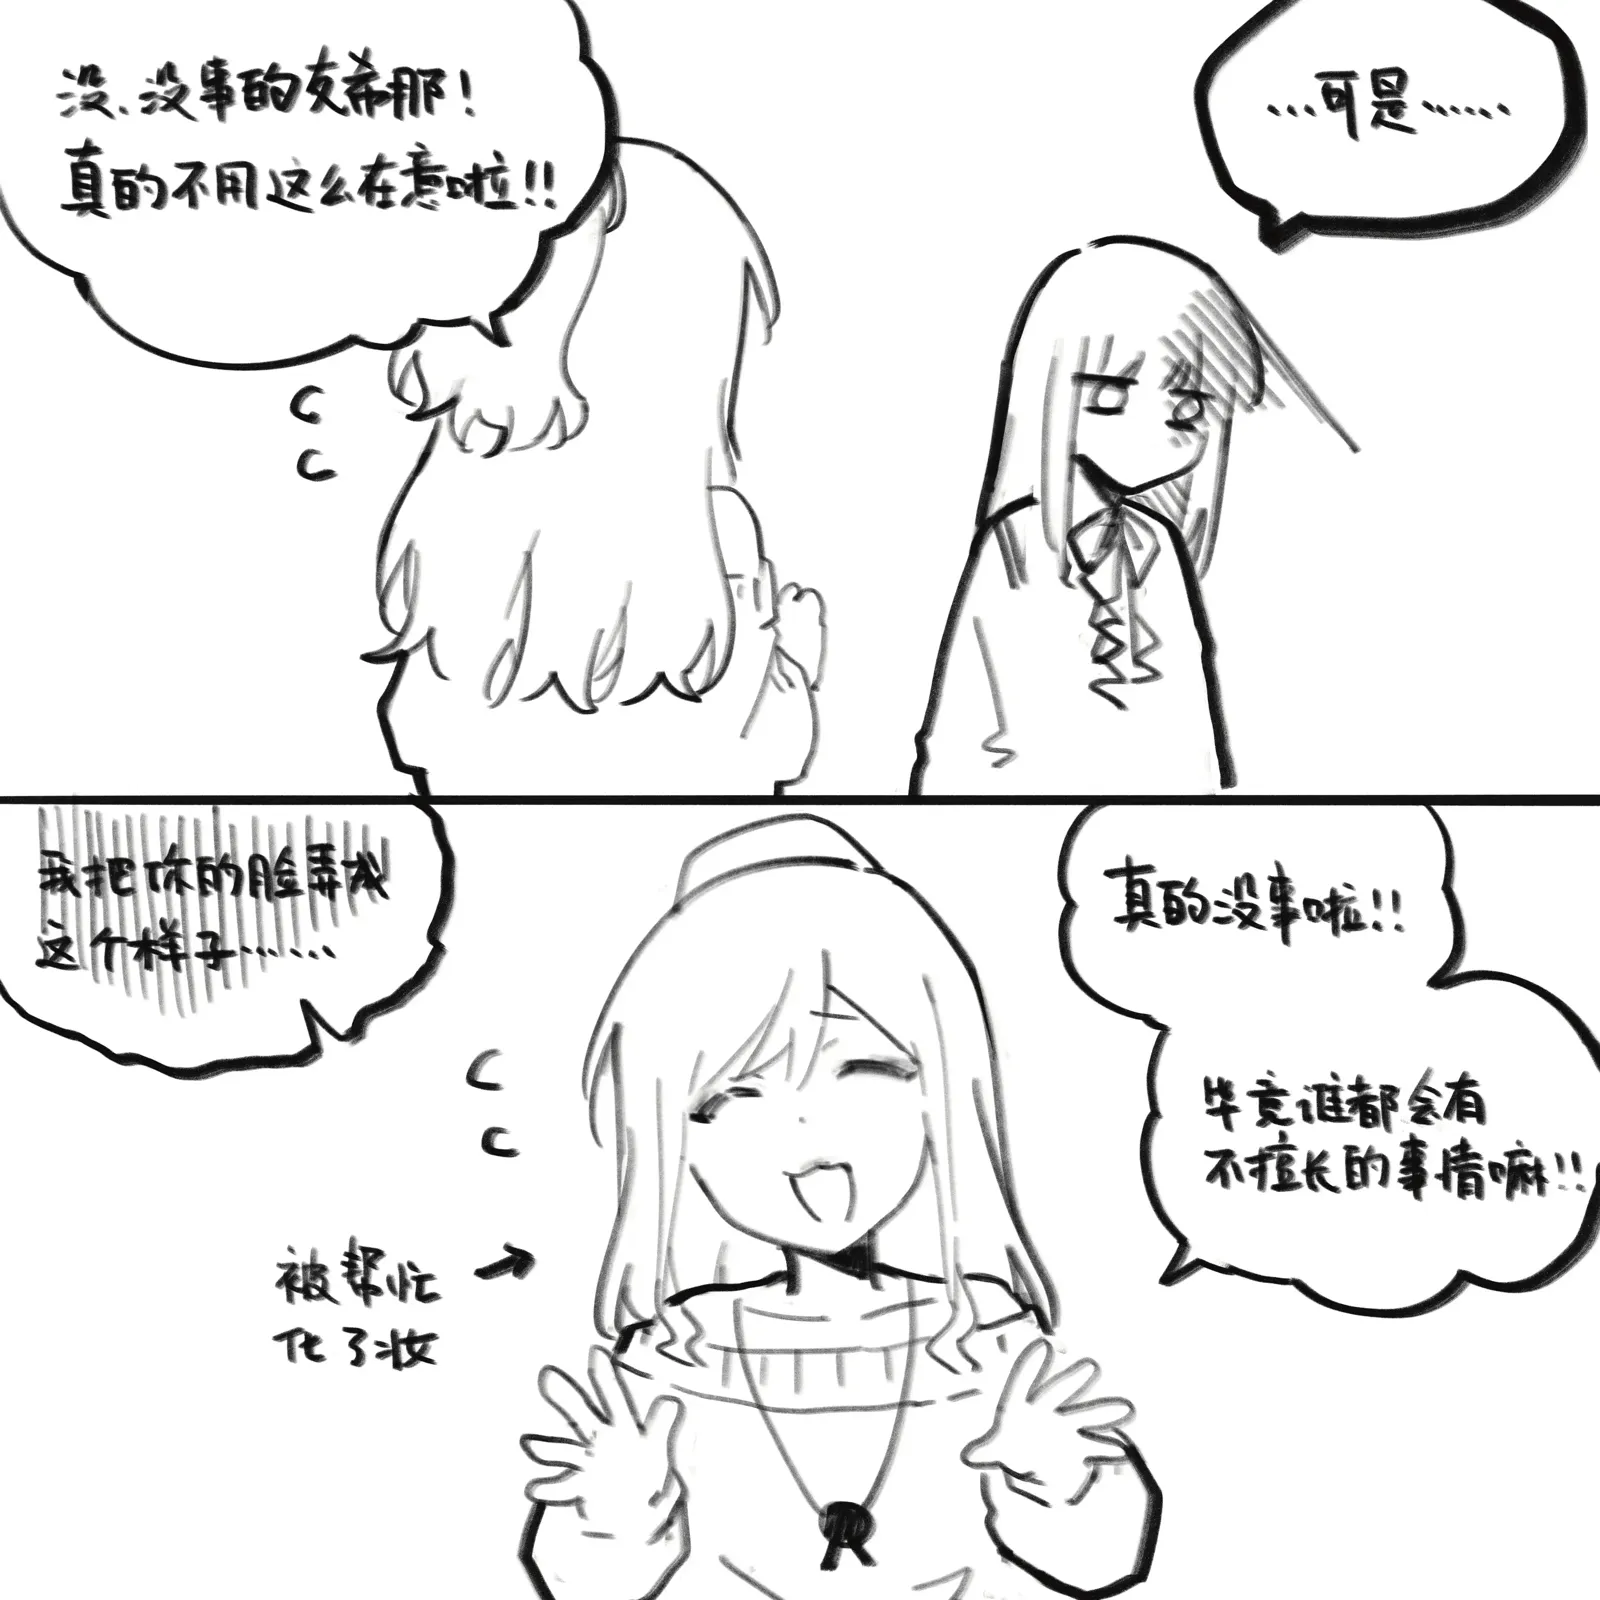 没、没事的友希那！
真的不用这么在意啦！！
…可是……
我把你的脸弄成
这个样子……
真的没事啦！！
毕竟谁都会有
不擅长的事情嘛！！
被帮忙
化了妆